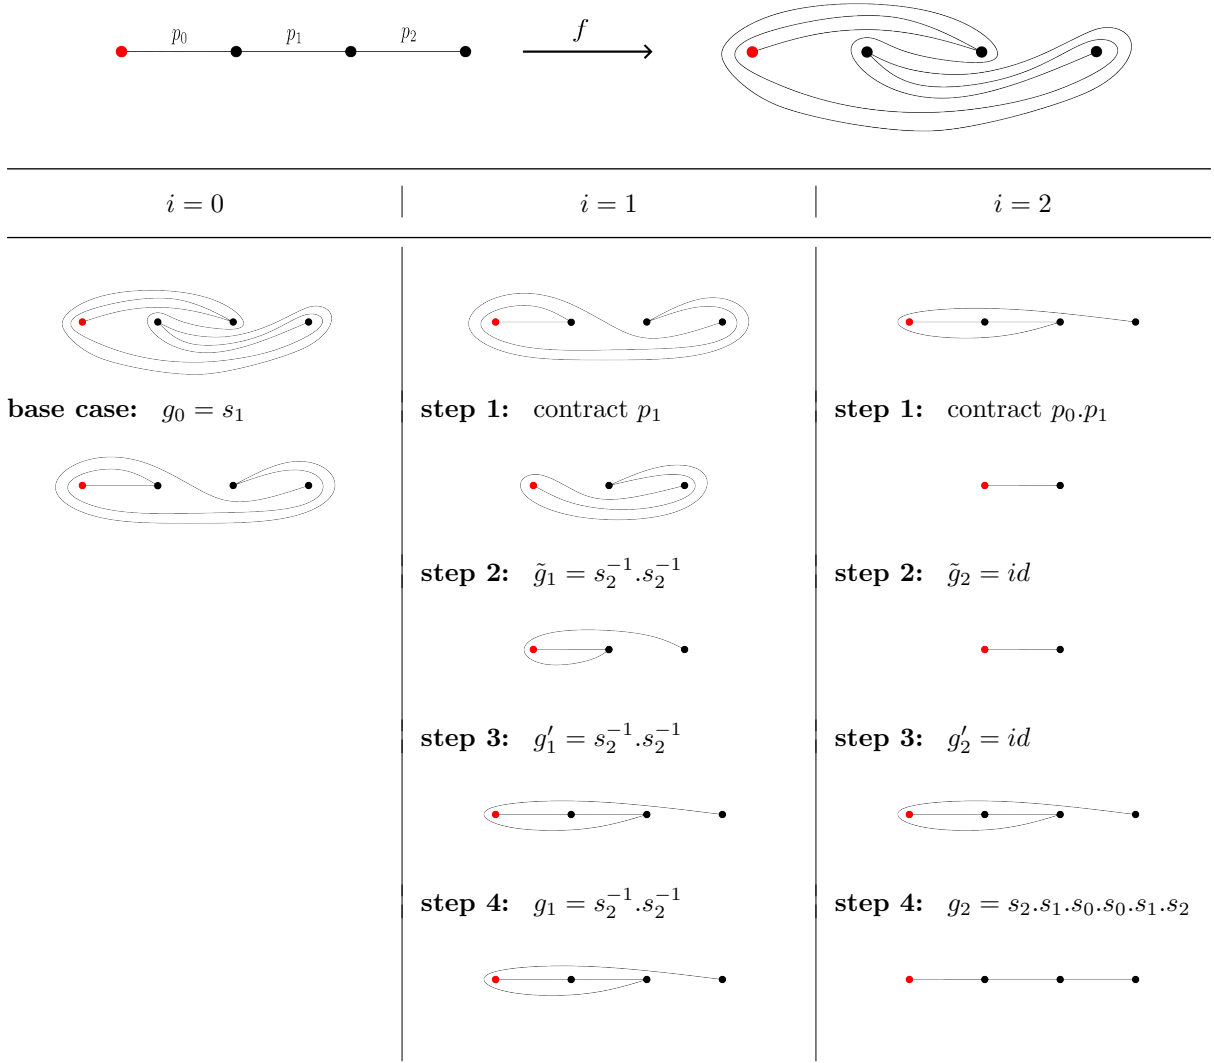 p₀ p₁ p₂ f
i = 0 i = 1 i = 2
base case: g₀ = s₁
step 1: contract p₁
step 1: contract p₀.p₁
step 2: g̃₁ = s₂⁻¹.s₂⁻¹
step 2: g̃₂ = id
step 3: g′₁ = s₂⁻¹.s₂⁻¹
step 3: g′₂ = id
step 4: g₁ = s₂⁻¹.s₂⁻¹
step 4: g₂ = s₂.s₁.s₀.s₀.s₁.s₂